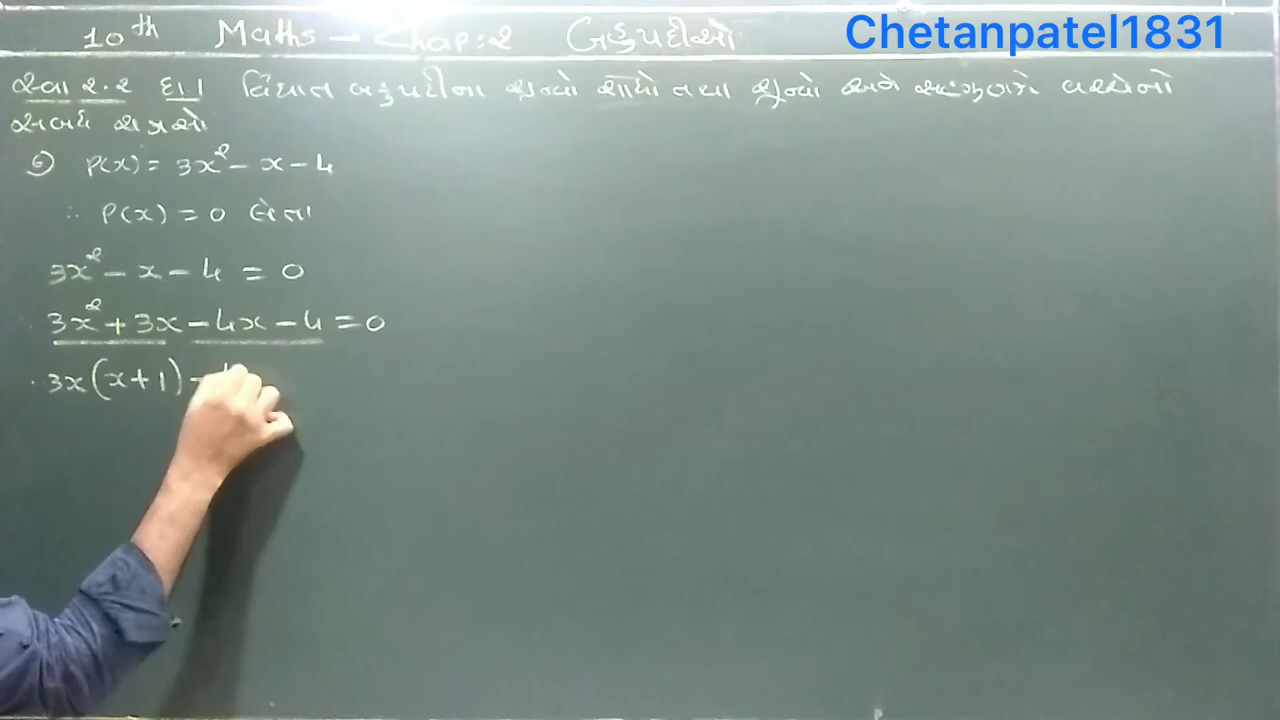 10th Maths → Chap:2 બહુપદીઓ
Chetanpatel1831
સ્વા 2.2 દા.1 દ્વિઘાત બહુપદીના શૂન્યો શોધો તથા શૂન્યો અને સહગુણકો વચ્ચેનો
સંબંધ ચકાસો
6) P(x) = 3x² - x - 4
∴ P(x) = 0 લેતા
3x² - x - 4 = 0
3x² + 3x - 4x - 4 = 0
3x(x+1) -